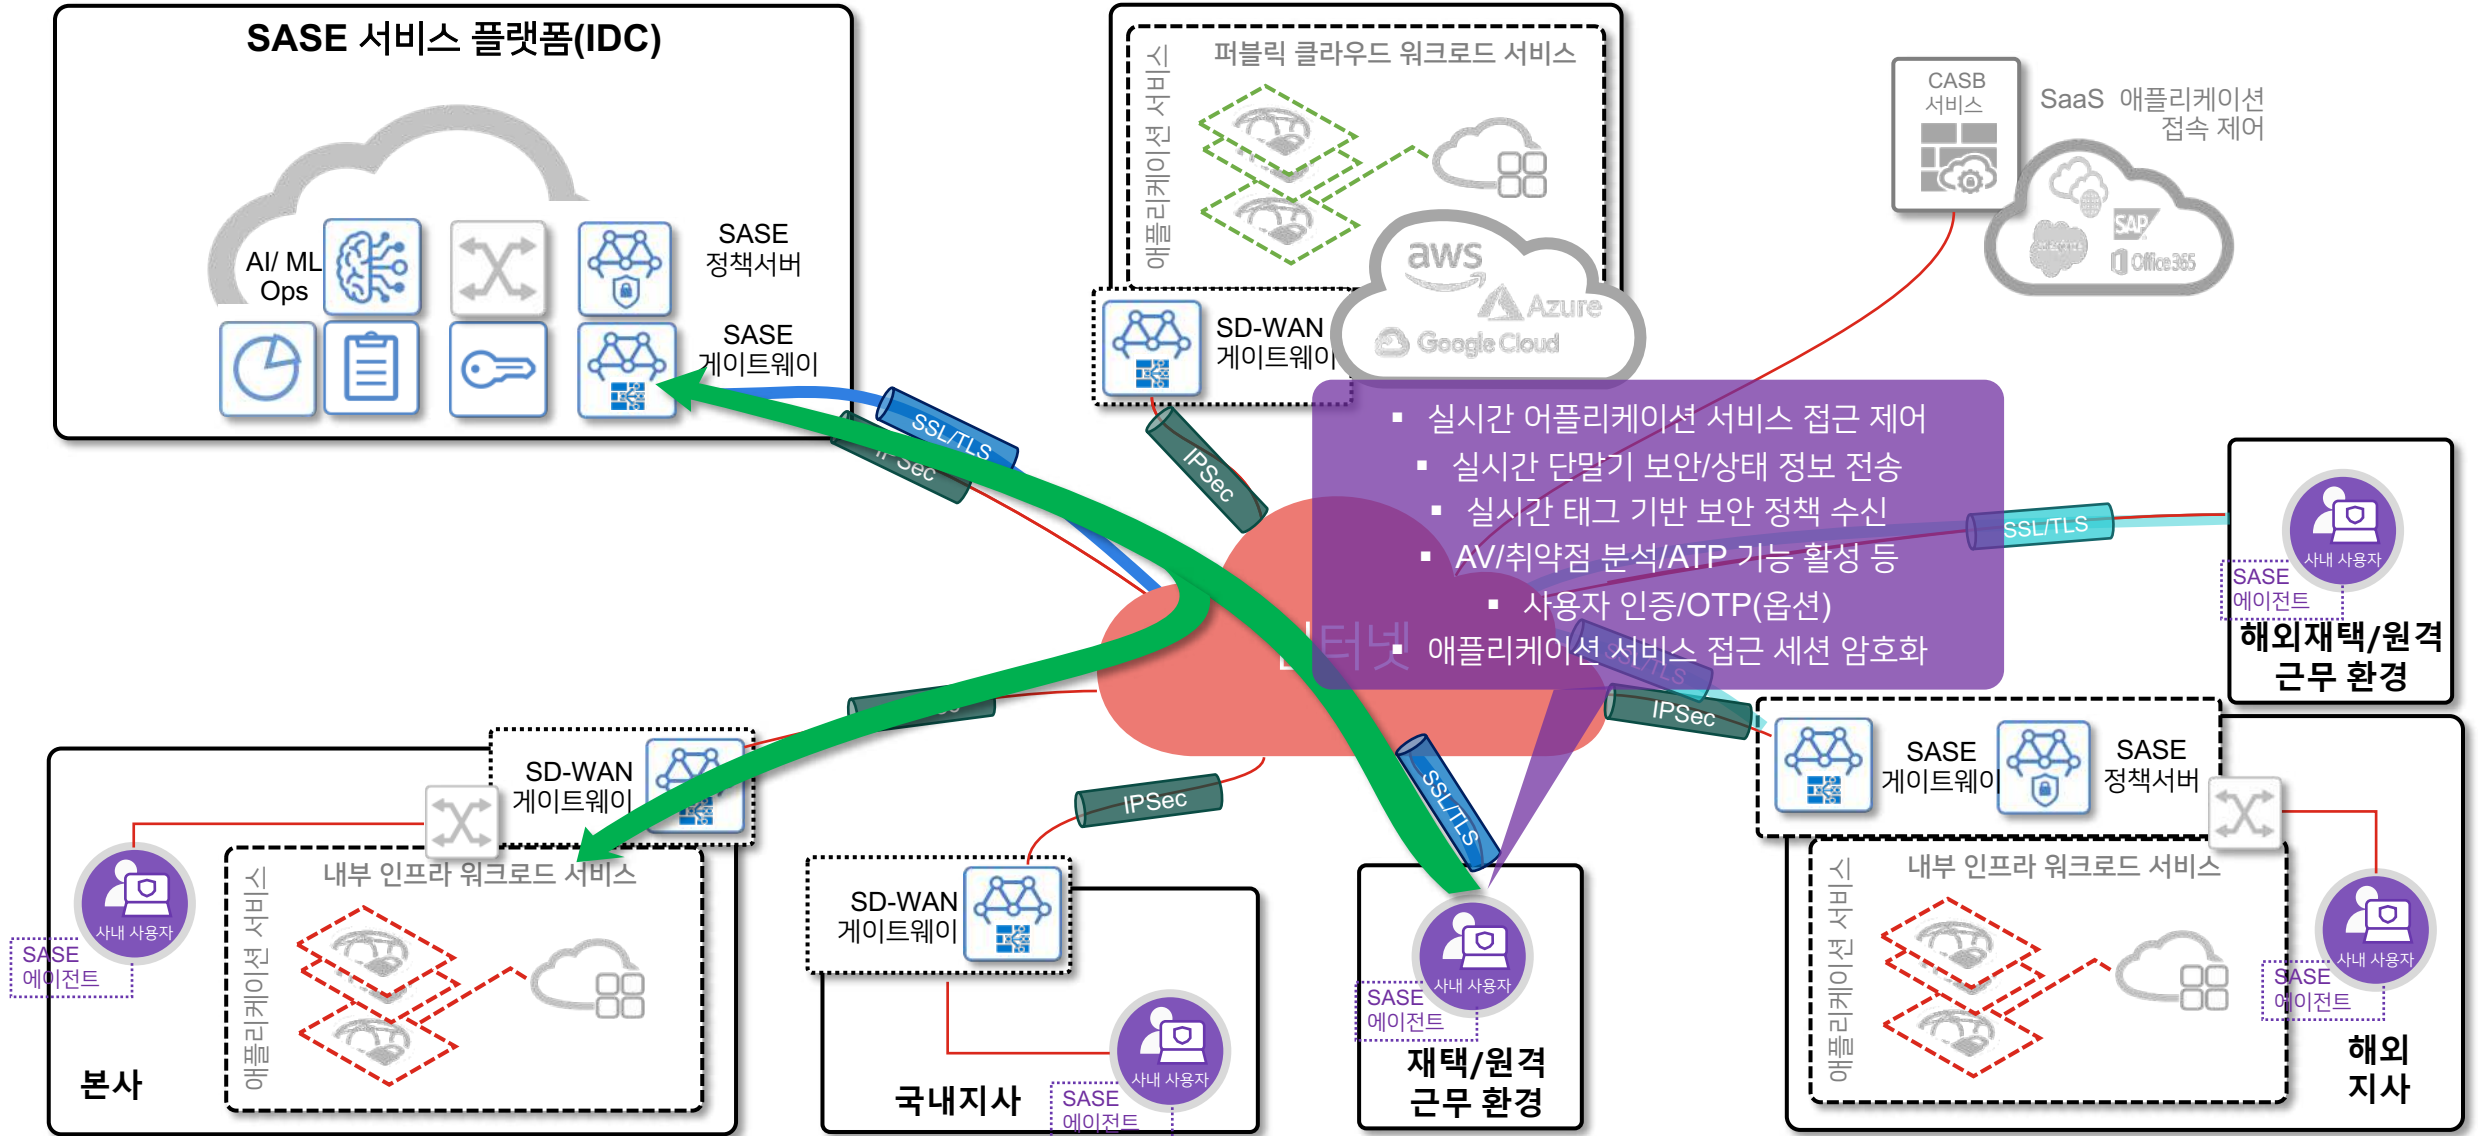 SASE 서비스 플랫폼(IDC)
AI/ ML
Ops
SASE
정책서버
SASE
게이트웨이
퍼블릭 클라우드 워크로드 서비스
애플리케이션 서비스
aws
Azure
Google Cloud
SD-WAN
게이트웨이
CASB
서비스
SaaS 애플리케이션
접속 제어
SAP
Office 365
SSL/TLS
IPSec
IPSec
▪ 실시간 어플리케이션 서비스 접근 제어
▪ 실시간 단말기 보안/상태 정보 전송
▪ 실시간 태그 기반 보안 정책 수신
▪ AV/취약점 분석/ATP 기능 활성 등
▪ 사용자 인증/OTP(옵션)
▪ 애플리케이션 서비스 접근 세션 암호화
SSL/TLS
사내 사용자
SASE
에이전트
해외재택/원격
근무 환경
터넷
SSL/TLS
IPSec
SD-WAN
게이트웨이
사내 사용자
SASE
에이전트
내부 인프라 워크로드 서비스
애플리케이션 서비스
본사
IPSec
SD-WAN
게이트웨이
사내 사용자
SASE
에이전트
국내지사
SSL/TLS
사내 사용자
SASE
에이전트
재택/원격
근무 환경
SASE
게이트웨이
SASE
정책서버
내부 인프라 워크로드 서비스
애플리케이션 서비스
사내 사용자
SASE
에이전트
해외
지사